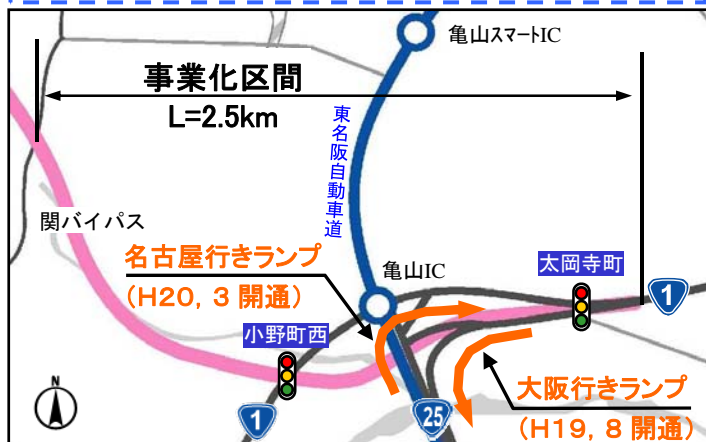 亀山スマートIC
事業化区間
L=2.5km
東名阪自動車道
関バイパス
名古屋行きランプ
(H20, 3 開通)
亀山IC
太岡寺町
1
小野町西
N
1
25
大阪行きランプ
(H19, 8 開通)